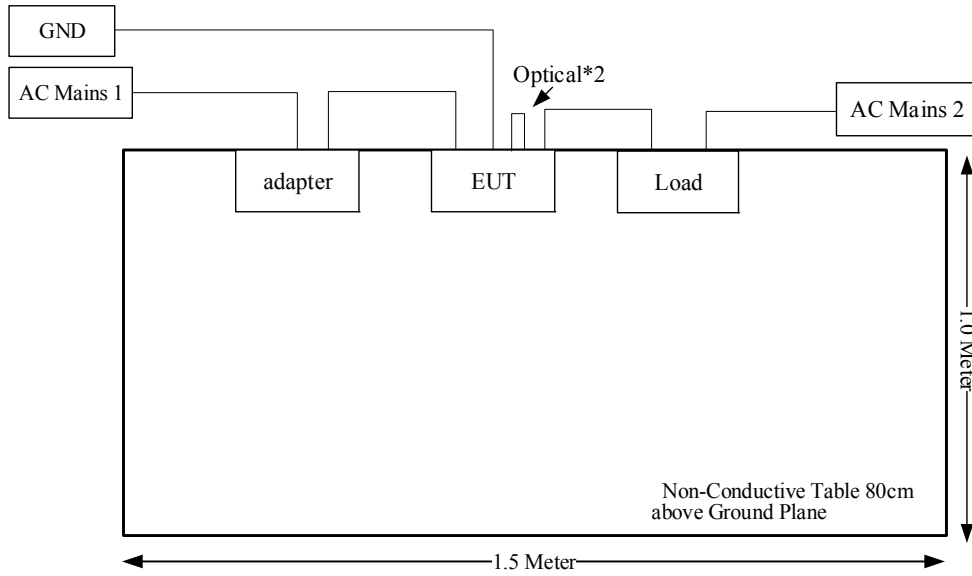 GND
Optical*2
AC Mains 1
AC Mains 2
adapter
EUT
Load
1.0 Meter
Non-Conductive Table 80cm
above Ground Plane
1.5 Meter